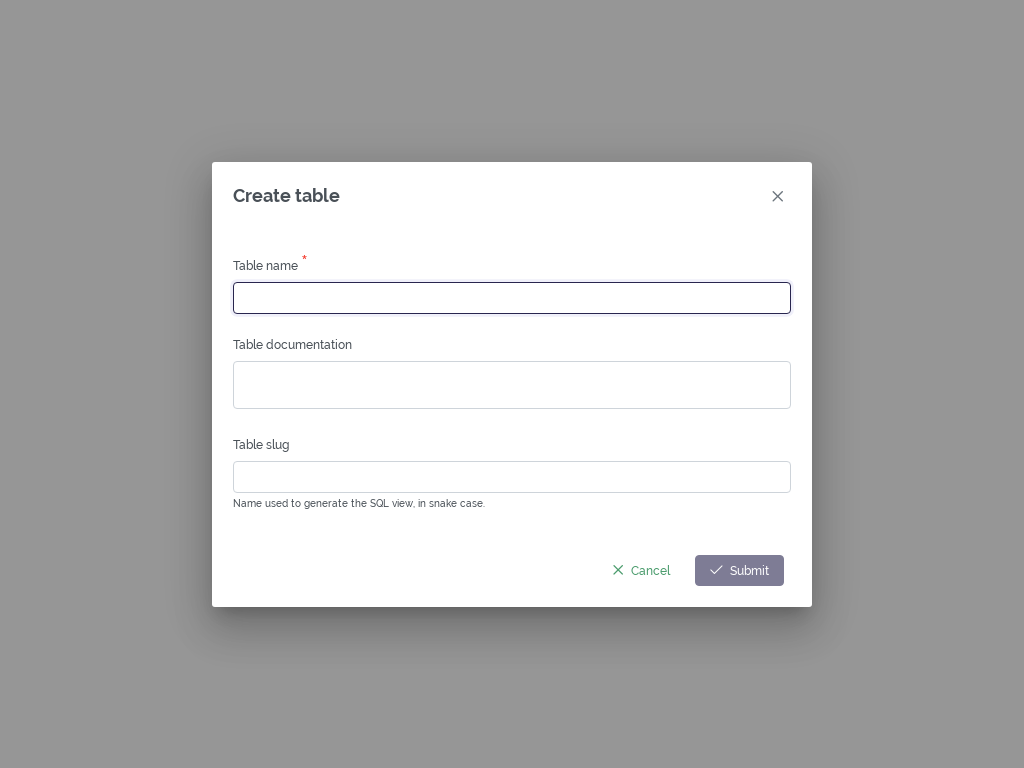 Create table
Table name *
Table documentation
Table slug
Name used to generate the SQL view, in snake case.
Cancel
Submit